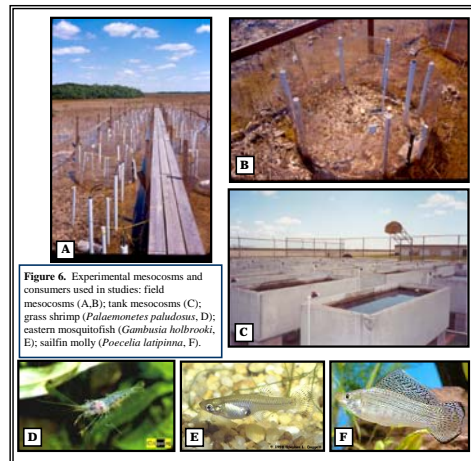 A
B
C
Figure 6. Experimental mesocosms and
consumers used in studies: field
mesocosms (A,B); tank mesocosms (C);
grass shrimp (Palaemonetes paludosus, D);
eastern mosquitofish (Gambusia holbrooki,
E); sailfin molly (Poecelia latipinna, F).
D
E
F